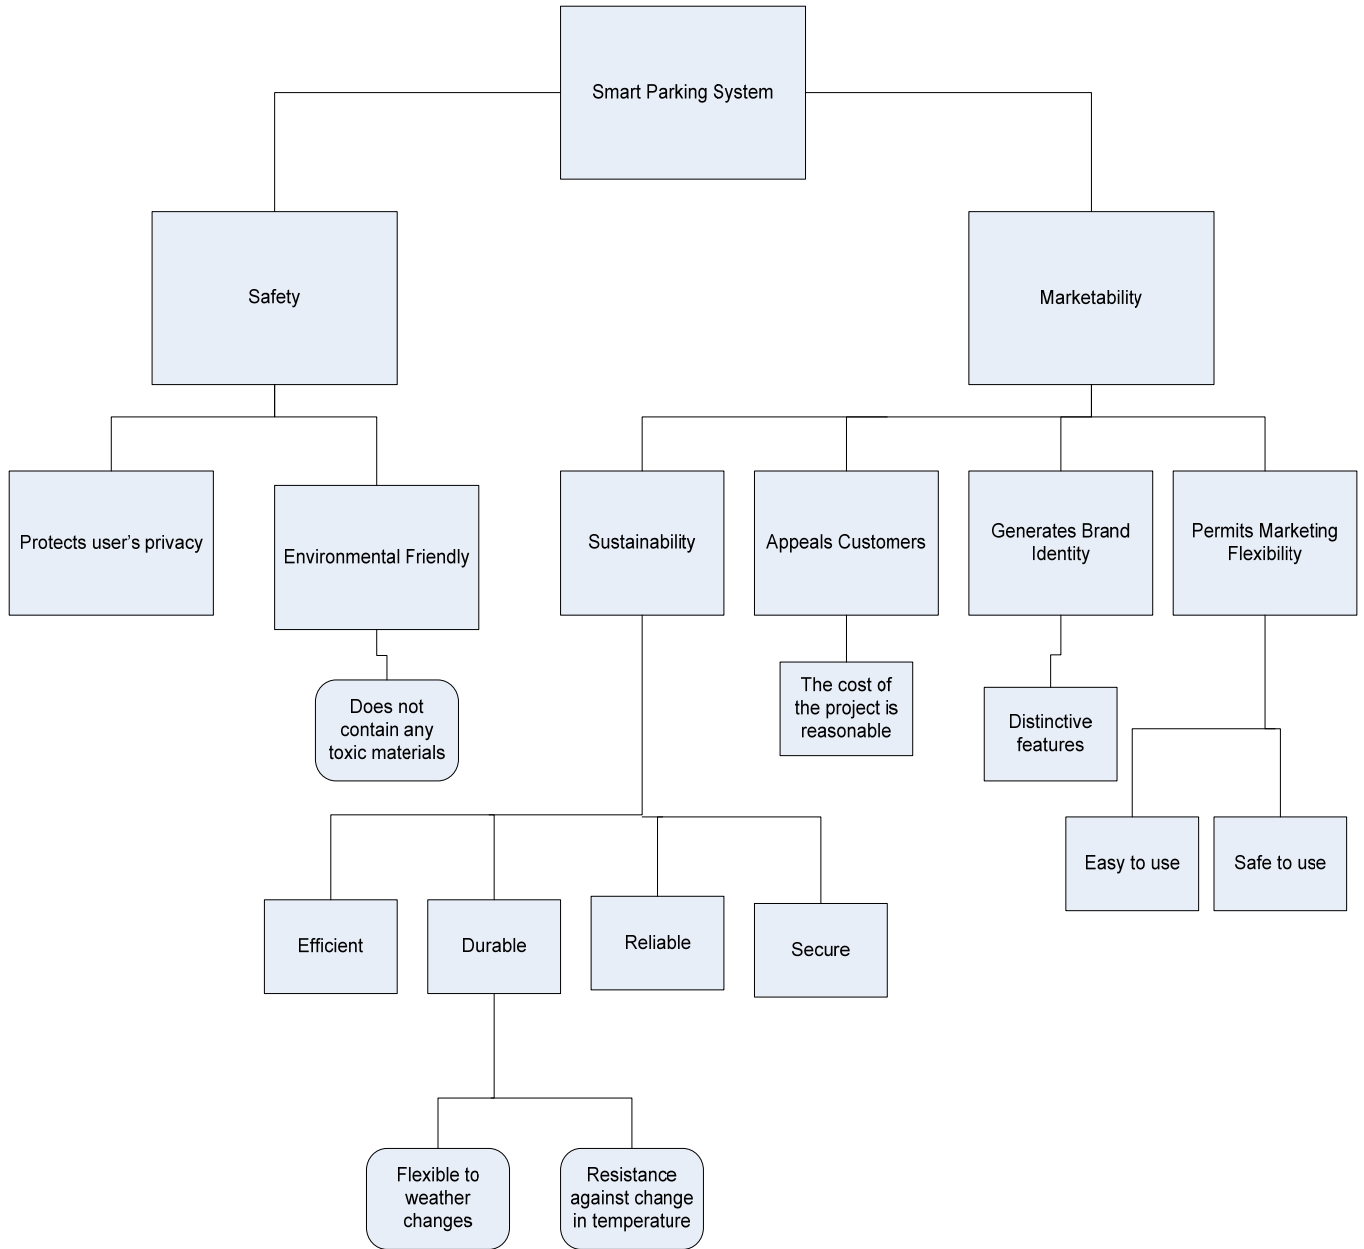 Smart Parking System
Safety
Marketability
Protects user’s privacy
Environmental Friendly
Sustainability
Appeals Customers
Generates Brand
Identity
Permits Marketing
Flexibility
Does not
contain any
toxic materials
The cost of
the project is
reasonable
Distinctive
features
Easy to use
Safe to use
Efficient
Durable
Reliable
Secure
Flexible to
weather
changes
Resistance
against change
in temperature